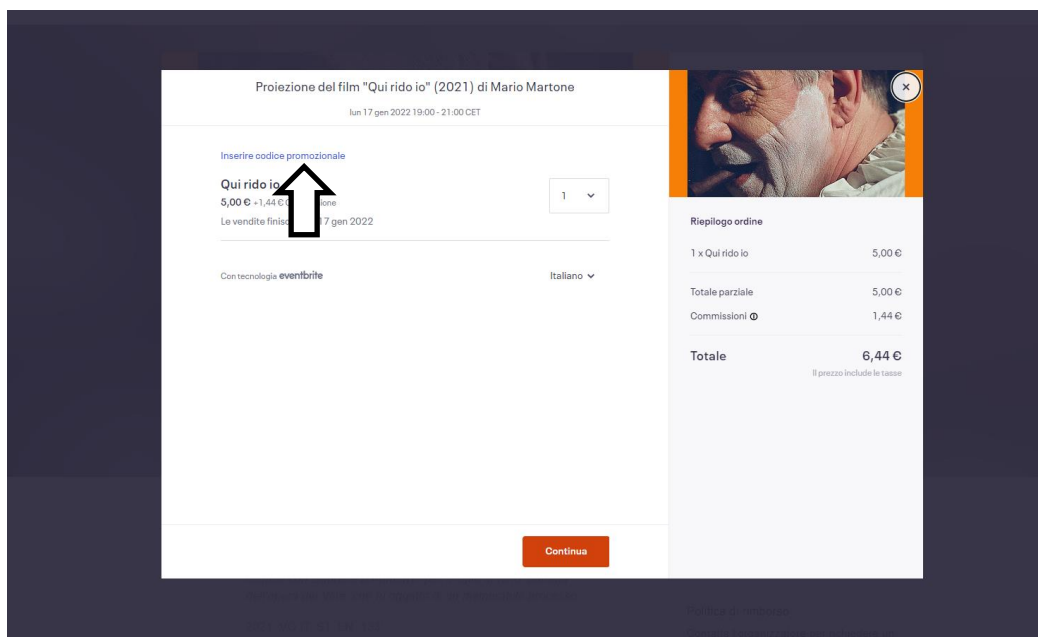 Proiezione del film "Qui rido io" (2021) di Mario Martone
lun 17 gen 2022 19:00 - 21:00 CET
Inserire codice promozionale
Qui rido io
5,00 € +1,44 €
1
Le vendite 17 gen 2022
Con tecnologia eventbrite
Italiano
Continua
Riepilogo ordine
1 x Qui rido io 5,00 €
Totale parziale 5,00 €
Commissioni 1,44 €
Totale 6,44 €
Il prezzo include le tasse